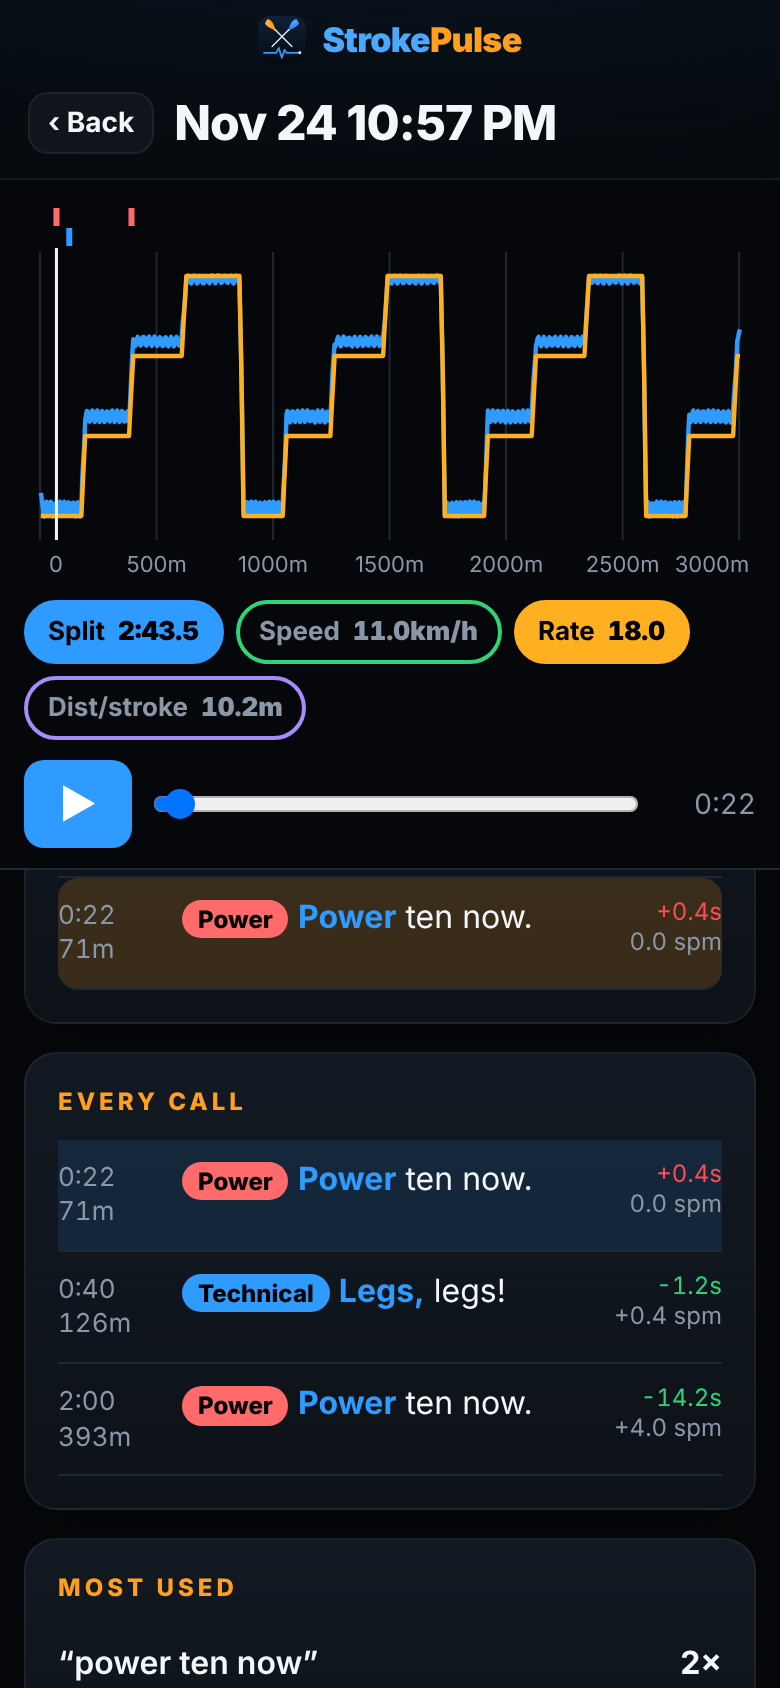 StrokePulse
‹ Back Nov 24 10:57 PM
0 500m 1000m 1500m 2000m 2500m 3000m
Split 2:43.5 Speed 11.0km/h Rate 18.0
Dist/stroke 10.2m
0:22
0:22 Power Power ten now. +0.4s
71m 0.0 spm
EVERY CALL
0:22 Power Power ten now. +0.4s
71m 0.0 spm
0:40 Technical Legs, legs! -1.2s
126m +0.4 spm
2:00 Power Power ten now. -14.2s
393m +4.0 spm
MOST USED
“power ten now” 2×